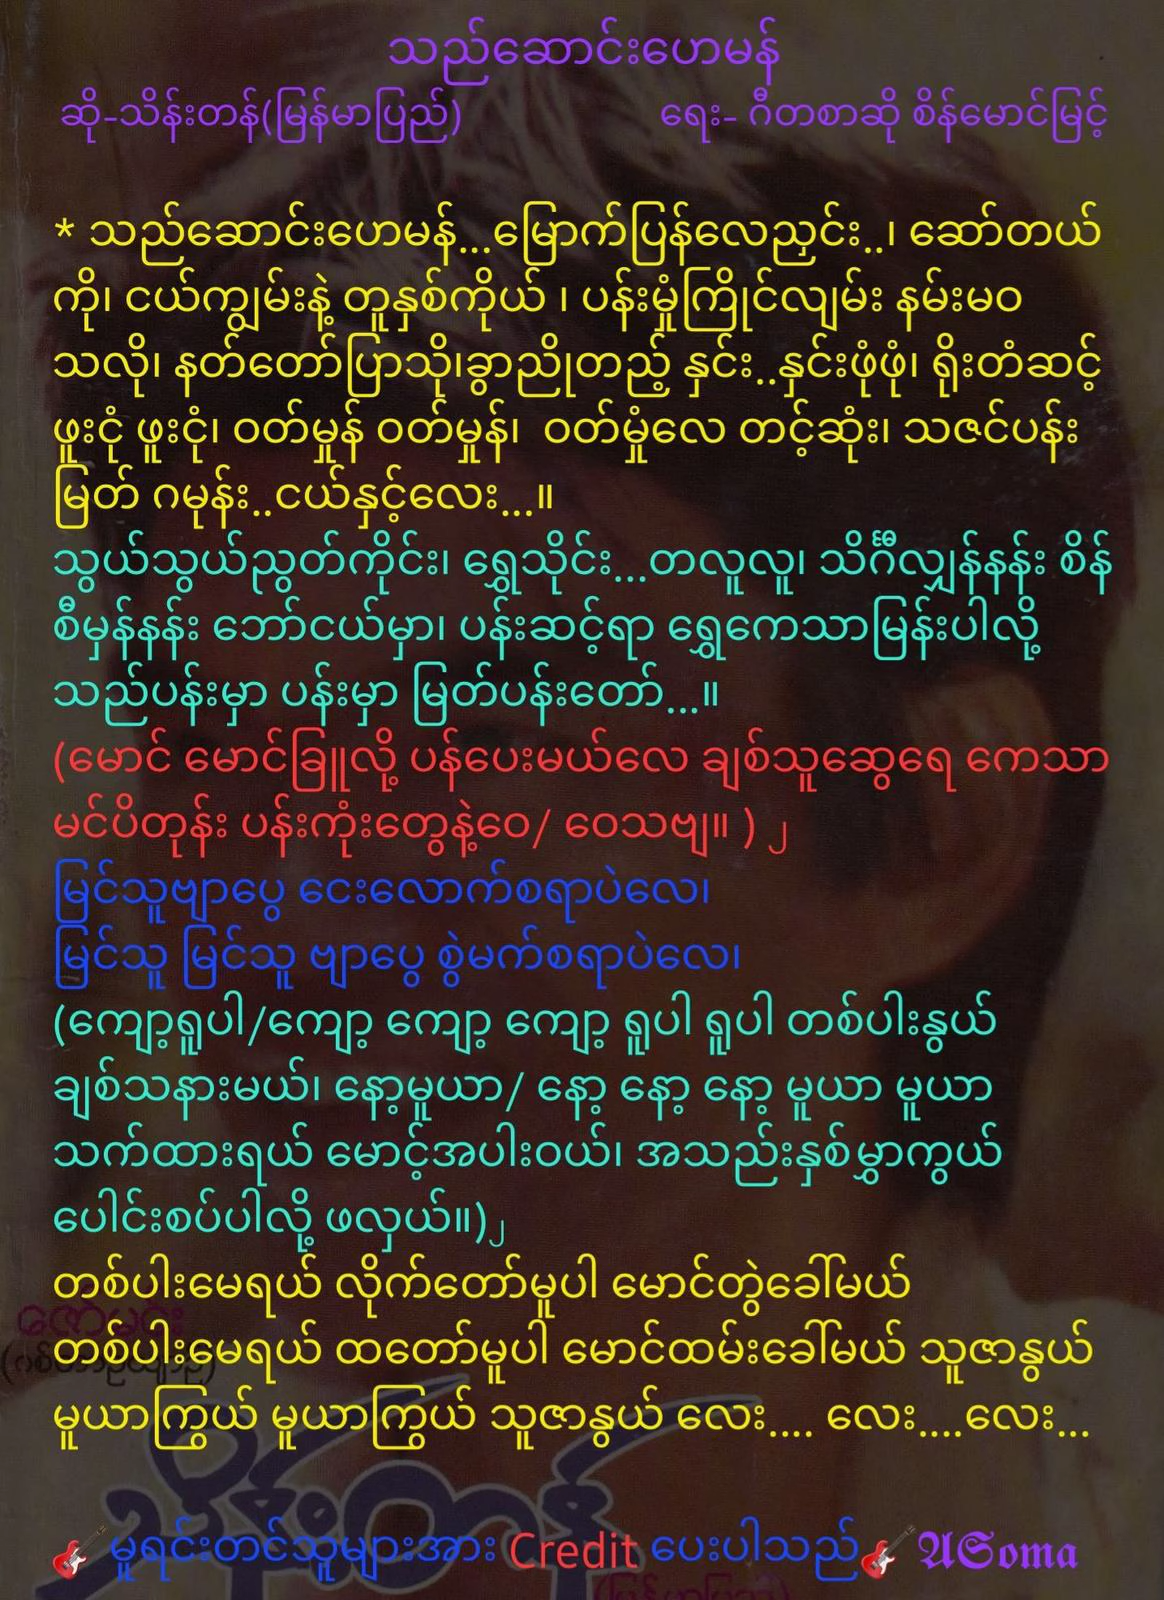 သည်ဆောင်းဟေမန်
ဆို-သိန်းတန်(မြန်မာပြည်) ရေး- ဂီတစာဆို စိန်မောင်မြင့်
* သည်ဆောင်းဟေမန်...မြောက်ပြန်လေညှင်း..၊ ဆော်တယ်
ကို၊ ငယ်ကျွမ်းနဲ့ တူနှစ်ကိုယ် ၊ ပန်းမှုံကြိုင်လျမ်း နမ်းမဝ
သလို၊ နတ်တော်ပြာသို၊ခွာညိုတည့် နှင်း..နှင်းဖုံဖုံ၊ ရိုးတံဆင့်
ဖူးငုံ ဖူးငုံ၊ ဝတ်မှုန် ဝတ်မှုန်၊ ဝတ်မှုံလေ တင့်ဆုံး၊ သဇင်ပန်း
မြတ် ဂမုန်း..ငယ်နှင့်လေး...။
သွယ်သွယ်ညွတ်ကိုင်း၊ ရွှေသိုင်း...တလူလူ၊ သိင်္ဂီလျှန်နန်း စိန်
စီမှန်နန်း ဘော်ငယ်မှာ၊ ပန်းဆင့်ရာ ရွှေကေသာမြန်းပါလို့
သည်ပန်းမှာ ပန်းမှာ မြတ်ပန်းတော်...။
(မောင် မောင်ခြူလို့ ပန်ပေးမယ်လေ ချစ်သူဆွေရေ ကေသာ
မင်ပိတုန်း ပန်းကုံးတွေနဲ့ဝေ/ ဝေသဗျ။ )၂
မြင်သူဗျာပွေ ငေးလောက်စရာပဲလေ၊
မြင်သူ မြင်သူ ဗျာပွေ စွဲမက်စရာပဲလေ၊
(ကျော့ရှုပါ/ကျော့ ကျော့ ကျော့ ရှုပါ ရှုပါ တစ်ပါးနွယ်
ချစ်သနားမယ်၊ နော့မူယာ/ နော့ နော့ နော့ မူယာ မူယာ
သက်ထားရယ် မောင့်အပါးဝယ်၊ အသည်းနှစ်မွှာကွယ်
ပေါင်းစပ်ပါလို့ ဖလှယ်။)၂
တစ်ပါးမေရယ် လိုက်တော်မူပါ မောင်တွဲခေါ်မယ်
တစ်ပါးမေရယ် ထတော်မူပါ မောင်ထမ်းခေါ်မယ် သူဇာနွယ်
မူယာကြွယ် မူယာကြွယ် သူဇာနွယ် လေး.... လေး....လေး...
သိန်းတန်
(မြန်မာပြည်)
🎸မူရင်းတင်သူများအား Credit ပေးပါသည်🎸 𝕬𝕾𝖔𝖒𝖆